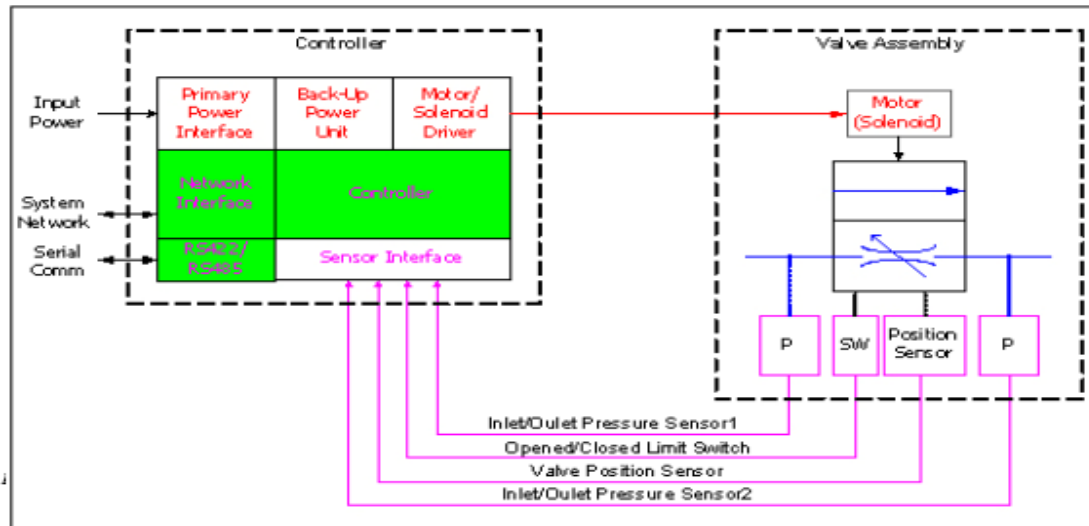 Controller
Valve Assembly
Input
Power
Primary
Power
Interface
Back-Up
Power
Unit
Motor/
Solenoid
Driver
Motor
(Solenoid)
System
Network
Network
Interface
Controller
Serial
Comm
RS422/
RS485
Sensor Interface
P
SW
Position
Sensor
P
Inlet/Oulet Pressure Sensor1
Opened/Closed Limit Switch
Valve Position Sensor
Inlet/Oulet Pressure Sensor2